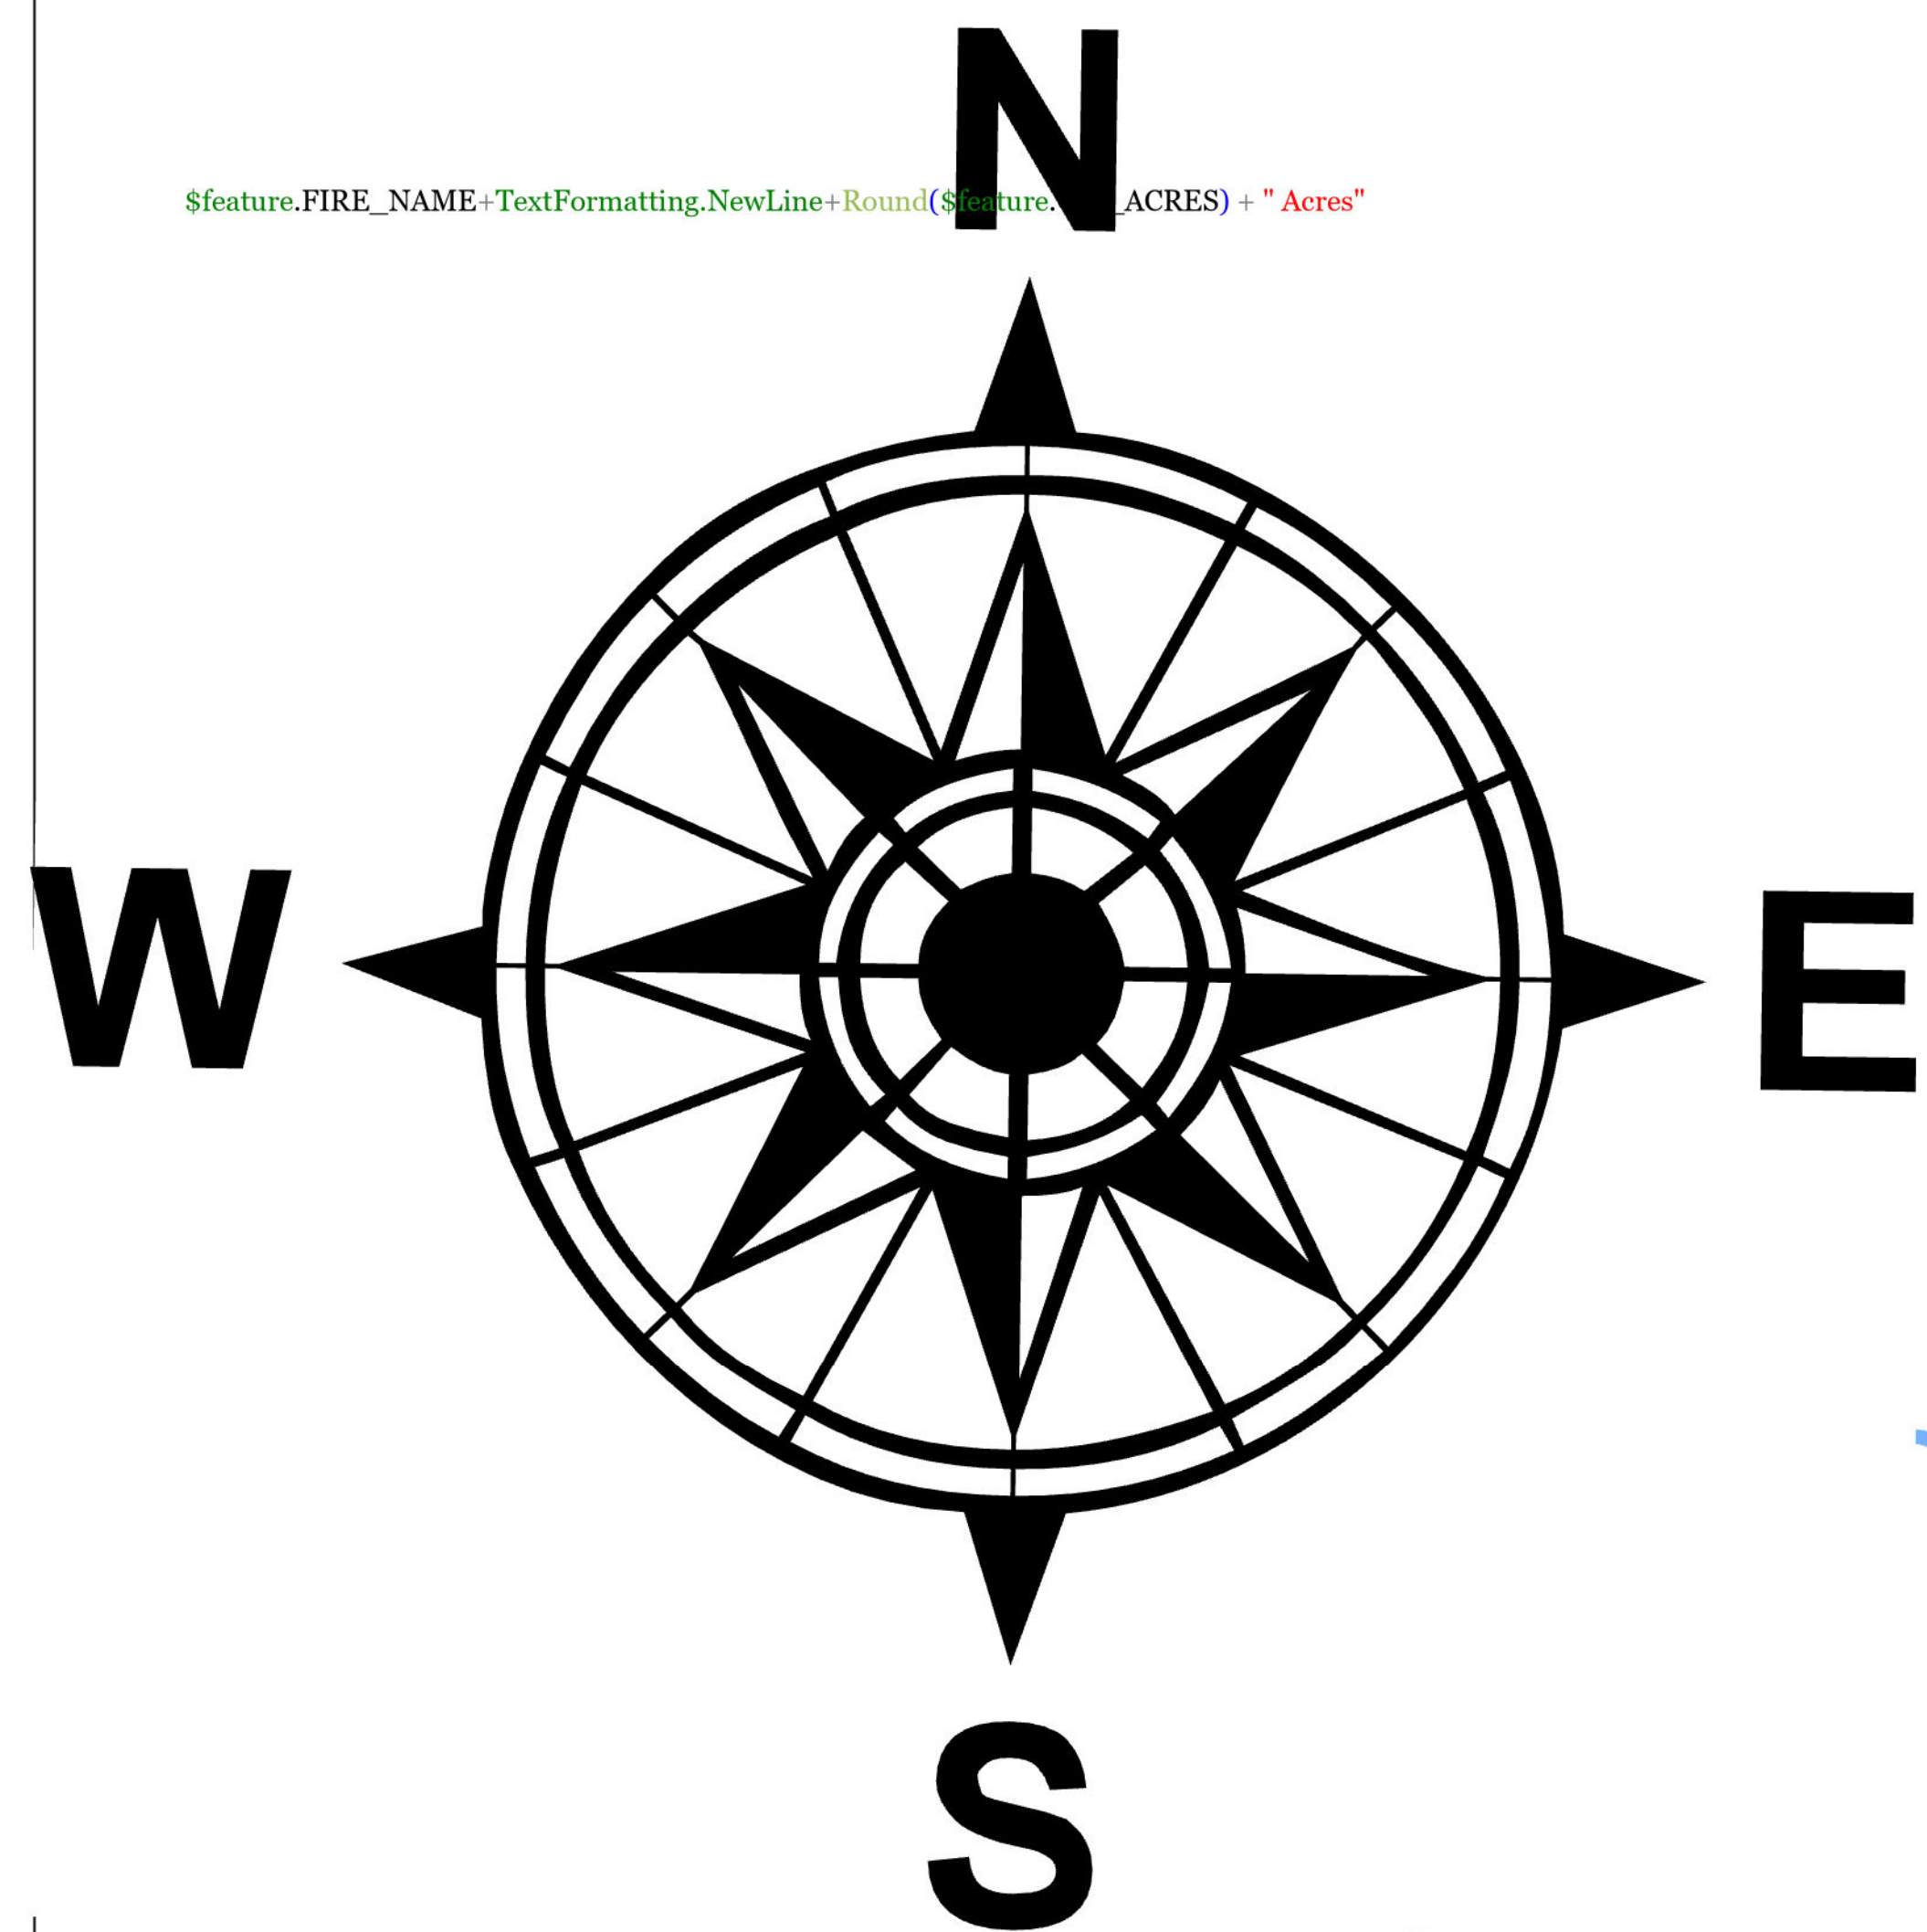 N
$feature.FIRE_NAME+TextFormatting.NewLine+Round($feature. _ACRES) + " Acres"
W
E
S